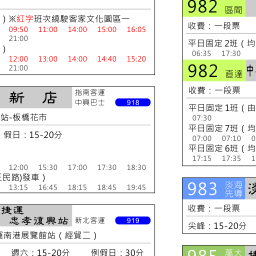 )※紅字班次繞駛客家文化園區一
09:50 11:00 14:00 15:00 16:05
21:00
)
12:00 13:00 14:00 14:40 15:20
21:00
新 店
指南客運
中興巴士
918
站-板橋花市
假日：15-20分
12:00 15:30 17:00 17:30 18:30
民路)發車)
13:15 16:45 18:15 18:45 19:45
捷運
忠孝復興站
新北客運
919
南港展覽館站(經貿二)
週六：15-20分 例假日：30分
982 區間
收費：一段票
平日固定2班(均
06:35 17:30
982 直達
中
收費：一段票
平日固定1班(由
07:30
平日固定7班(均
07:00 07:10
平日固定6班(均
17:15 17:35
983 淡海
收費：一段票
尖峰：15-20分
985